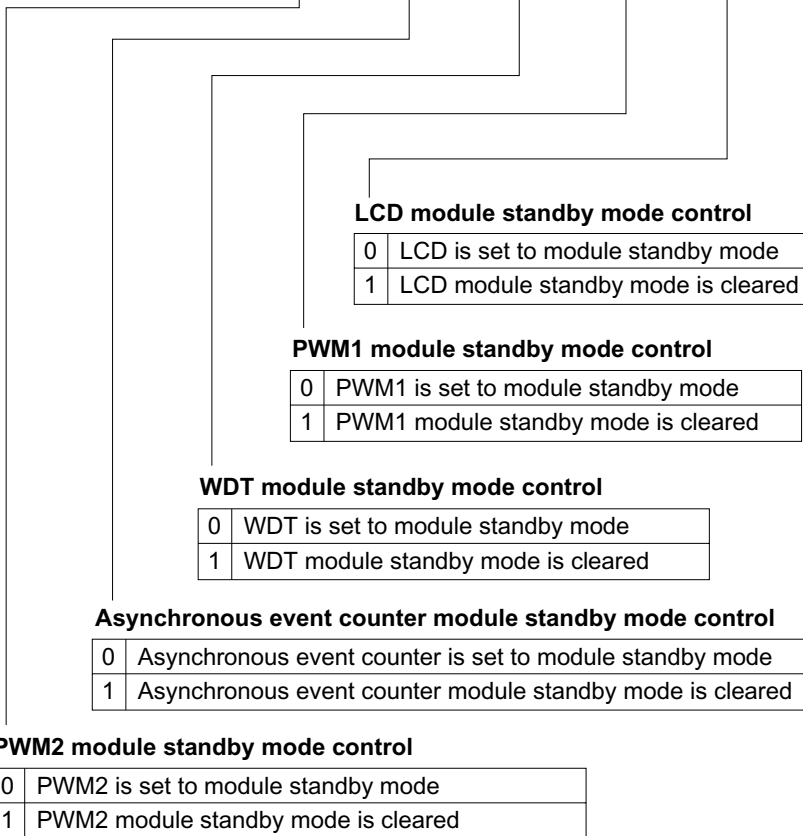 LCD module standby mode control
0 LCD is set to module standby mode
1 LCD module standby mode is cleared
PWM1 module standby mode control
0 PWM1 is set to module standby mode
1 PWM1 module standby mode is cleared
WDT module standby mode control
0 WDT is set to module standby mode
1 WDT module standby mode is cleared
Asynchronous event counter module standby mode control
0 Asynchronous event counter is set to module standby mode
1 Asynchronous event counter module standby mode is cleared
PWM2 module standby mode control
0 PWM2 is set to module standby mode
1 PWM2 module standby mode is cleared